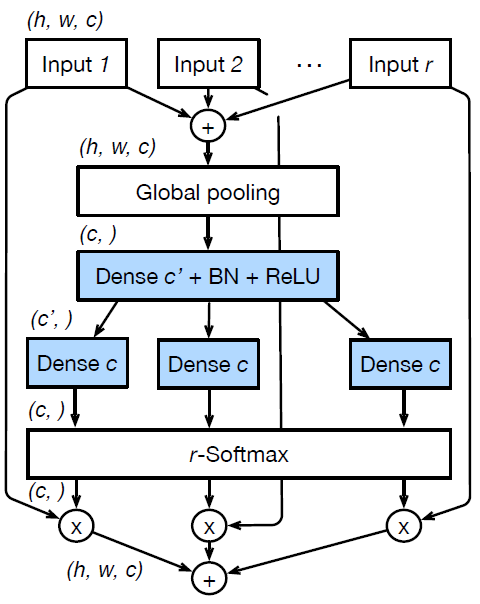 (h, w, c)
Input 1
Input 2
...
Input r
+
(h, w, c)
Global pooling
(c, )
Dense c’ + BN + ReLU
(c’, )
Dense c
Dense c
Dense c
(c, )
r-Softmax
(c, )
x
x
x
(h, w, c)
+